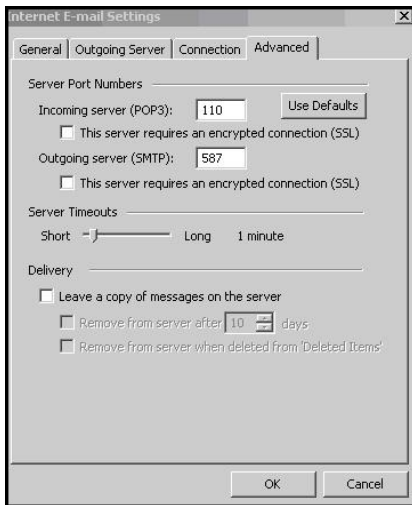 nternet E-mail Settings
General Outgoing Server Connection Advanced
Server Port Numbers
Incoming server (POP3): 110 Use Defaults
This server requires an encrypted connection (SSL)
Outgoing server (SMTP): 587
This server requires an encrypted connection (SSL)
Server Timeouts
Short Long 1 minute
Delivery
Leave a copy of messages on the server
Remove from server after 10 days
Remove from server when deleted from 'Deleted Items'
OK Cancel